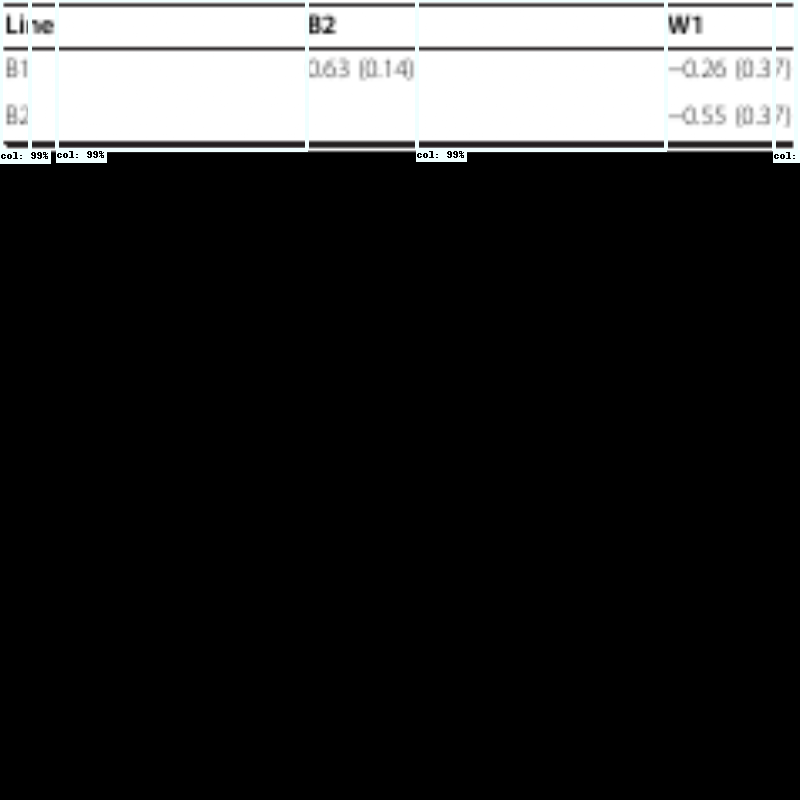 Line B2 W1
B1 0.63 (0.14) −0.26 (0.37)
B2 −0.55 (0.37)
col: 99% col: 99% col: 99% col: